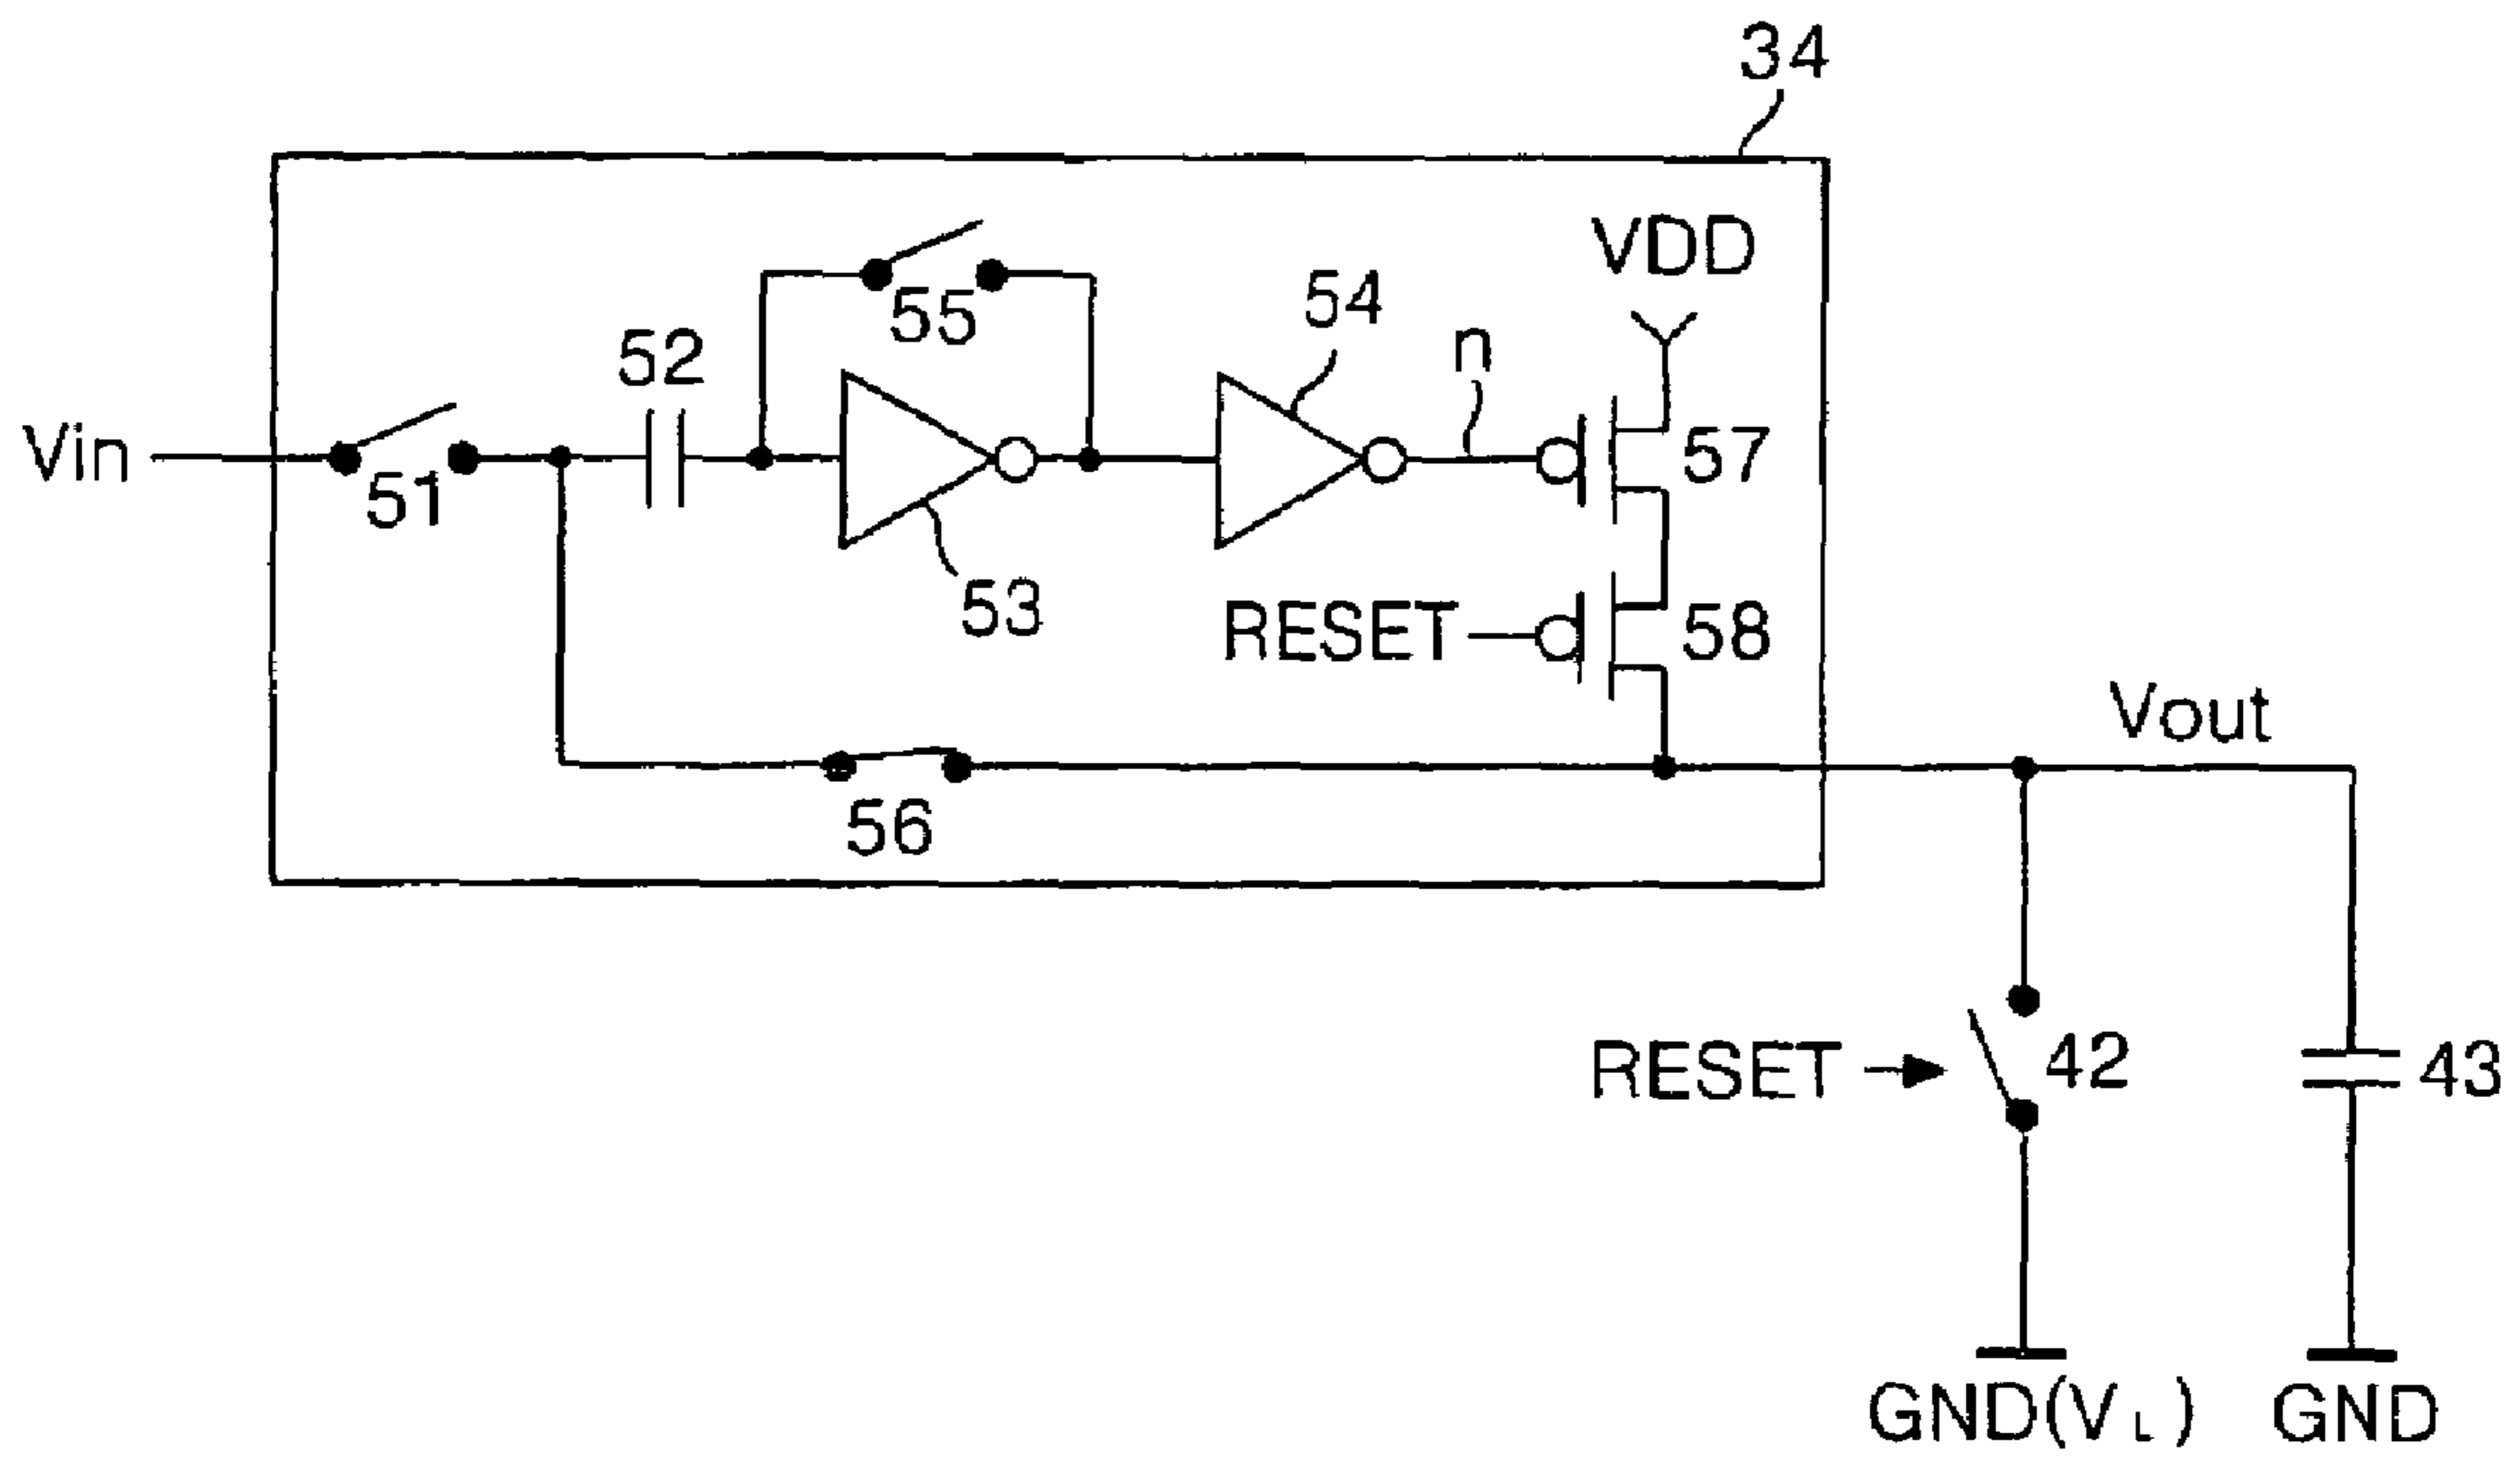 34
VDD
55
54
52
n
Vin
51
57
53
RESET
58
Vout
56
RESET
42
43
GND(VL)
GND